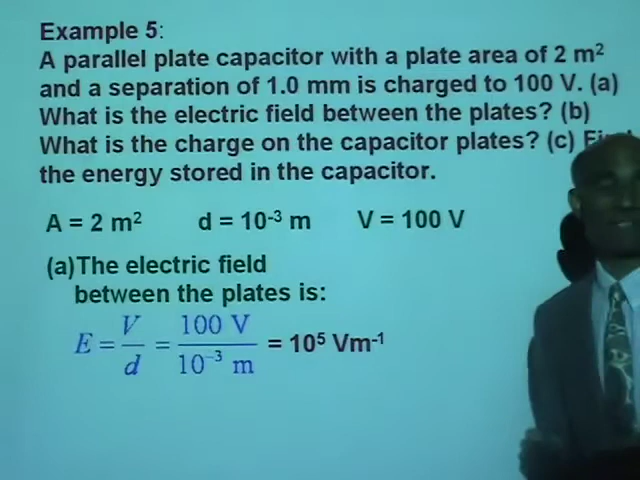 Example 5:
A parallel plate capacitor with a plate area of 2 m²
and a separation of 1.0 mm is charged to 100 V. (a)
What is the electric field between the plates? (b)
What is the charge on the capacitor plates? (c)
the energy stored in the capacitor.
A = 2 m² d = 10⁻³ m V = 100 V
(a)The electric field
between the plates is:
E = V/d = 100 V / 10⁻³ m = 10⁵ Vm⁻¹